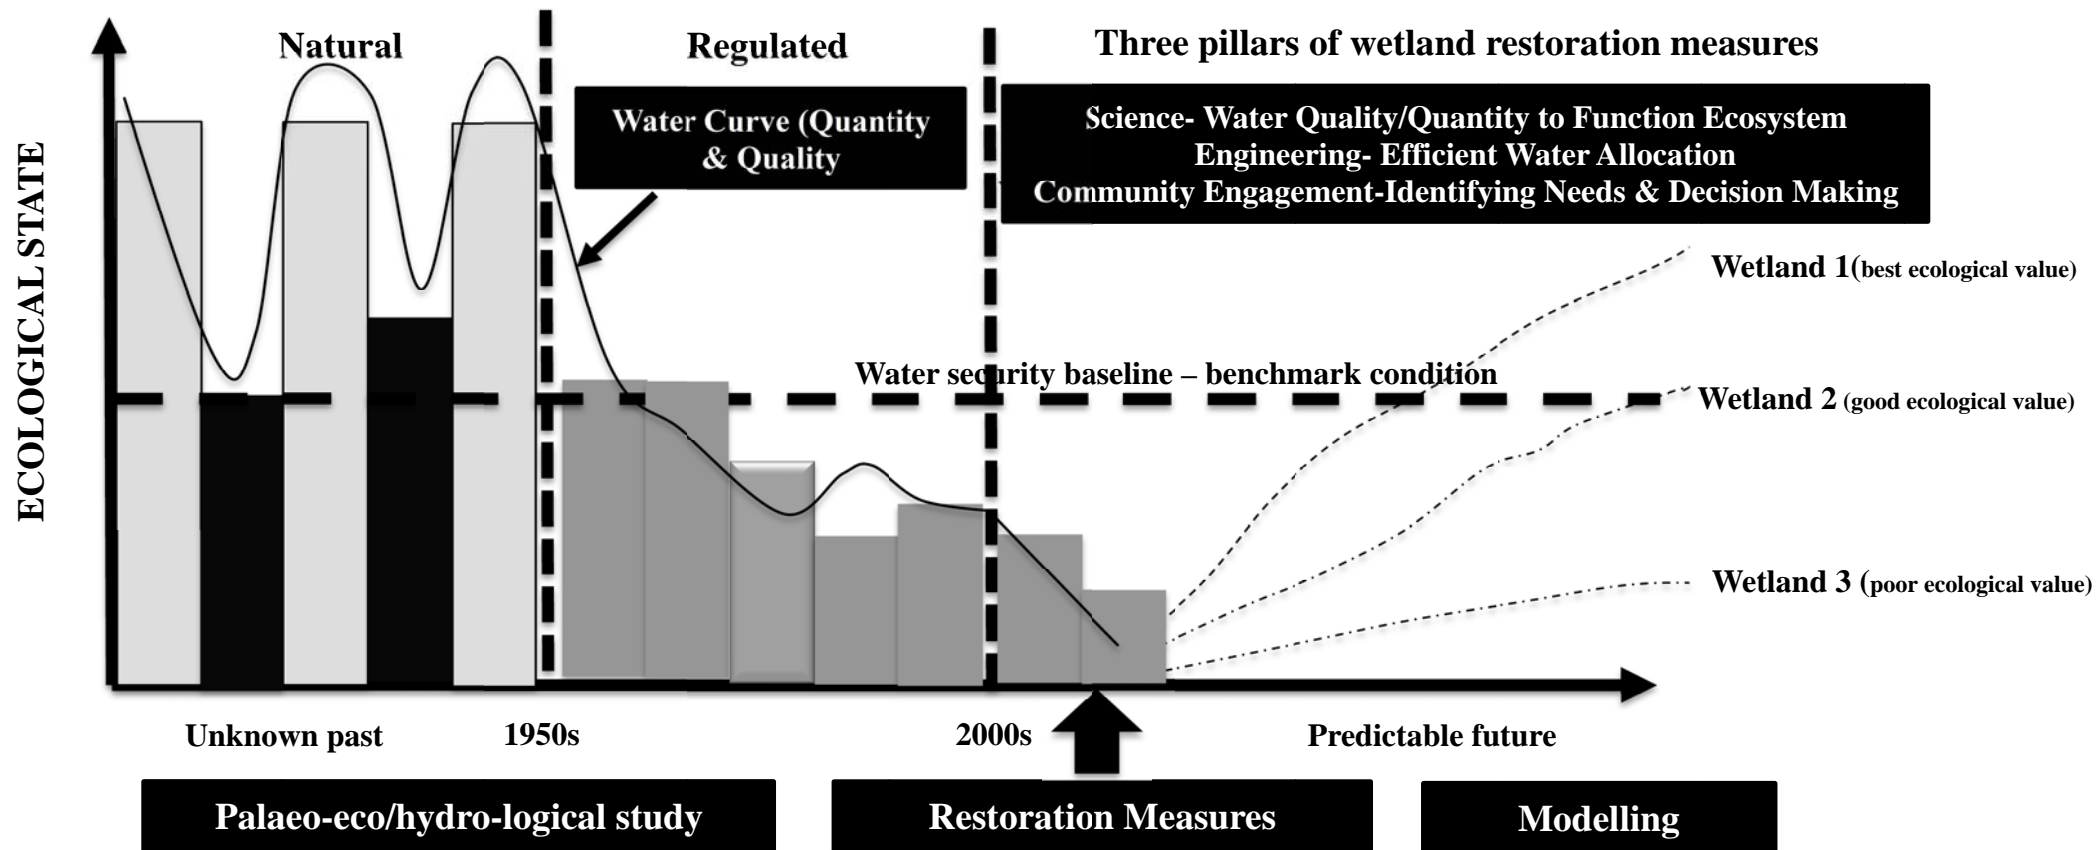 Natural
Regulated
Three pillars of wetland restoration measures
Water Curve (Quantity
& Quality
Science- Water Quality/Quantity to Function Ecosystem
Engineering- Efficient Water Allocation
Community Engagement-Identifying Needs & Decision Making
ECOLOGICAL STATE
Wetland 1(best ecological value)
Water security baseline – benchmark condition
Wetland 2 (good ecological value)
Wetland 3 (poor ecological value)
Unknown past
1950s
2000s
Predictable future
Palaeo-eco/hydro-logical study
Restoration Measures
Modelling